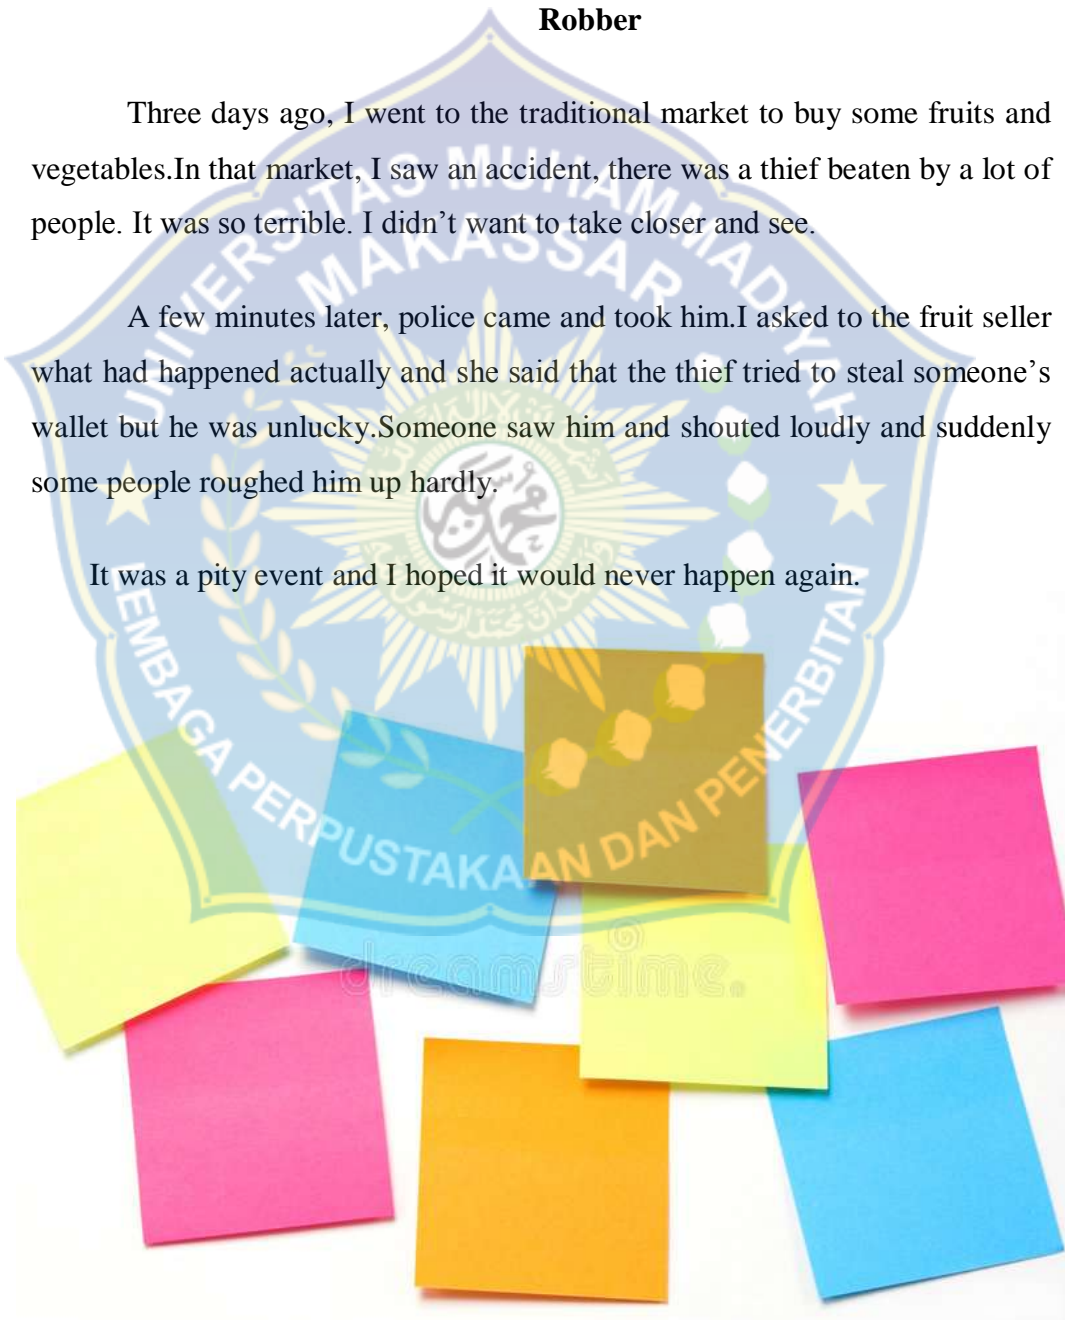 Robber
Three days ago, I went to the traditional market to buy some fruits and
vegetables.In that market, I saw an accident, there was a thief beaten by a lot of
people. It was so terrible. I didn’t want to take closer and see.
A few minutes later, police came and took him.I asked to the fruit seller
what had happened actually and she said that the thief tried to steal someone’s
wallet but he was unlucky.Someone saw him and shouted loudly and suddenly
some people roughed him up hardly.
It was a pity event and I hoped it would never happen again.
UNIVERSITAS MUHAMMADIYAH
MAKASSAR
LEMBAGA PERPUSTAKAAN DAN PENERBITAN
dreamstime.